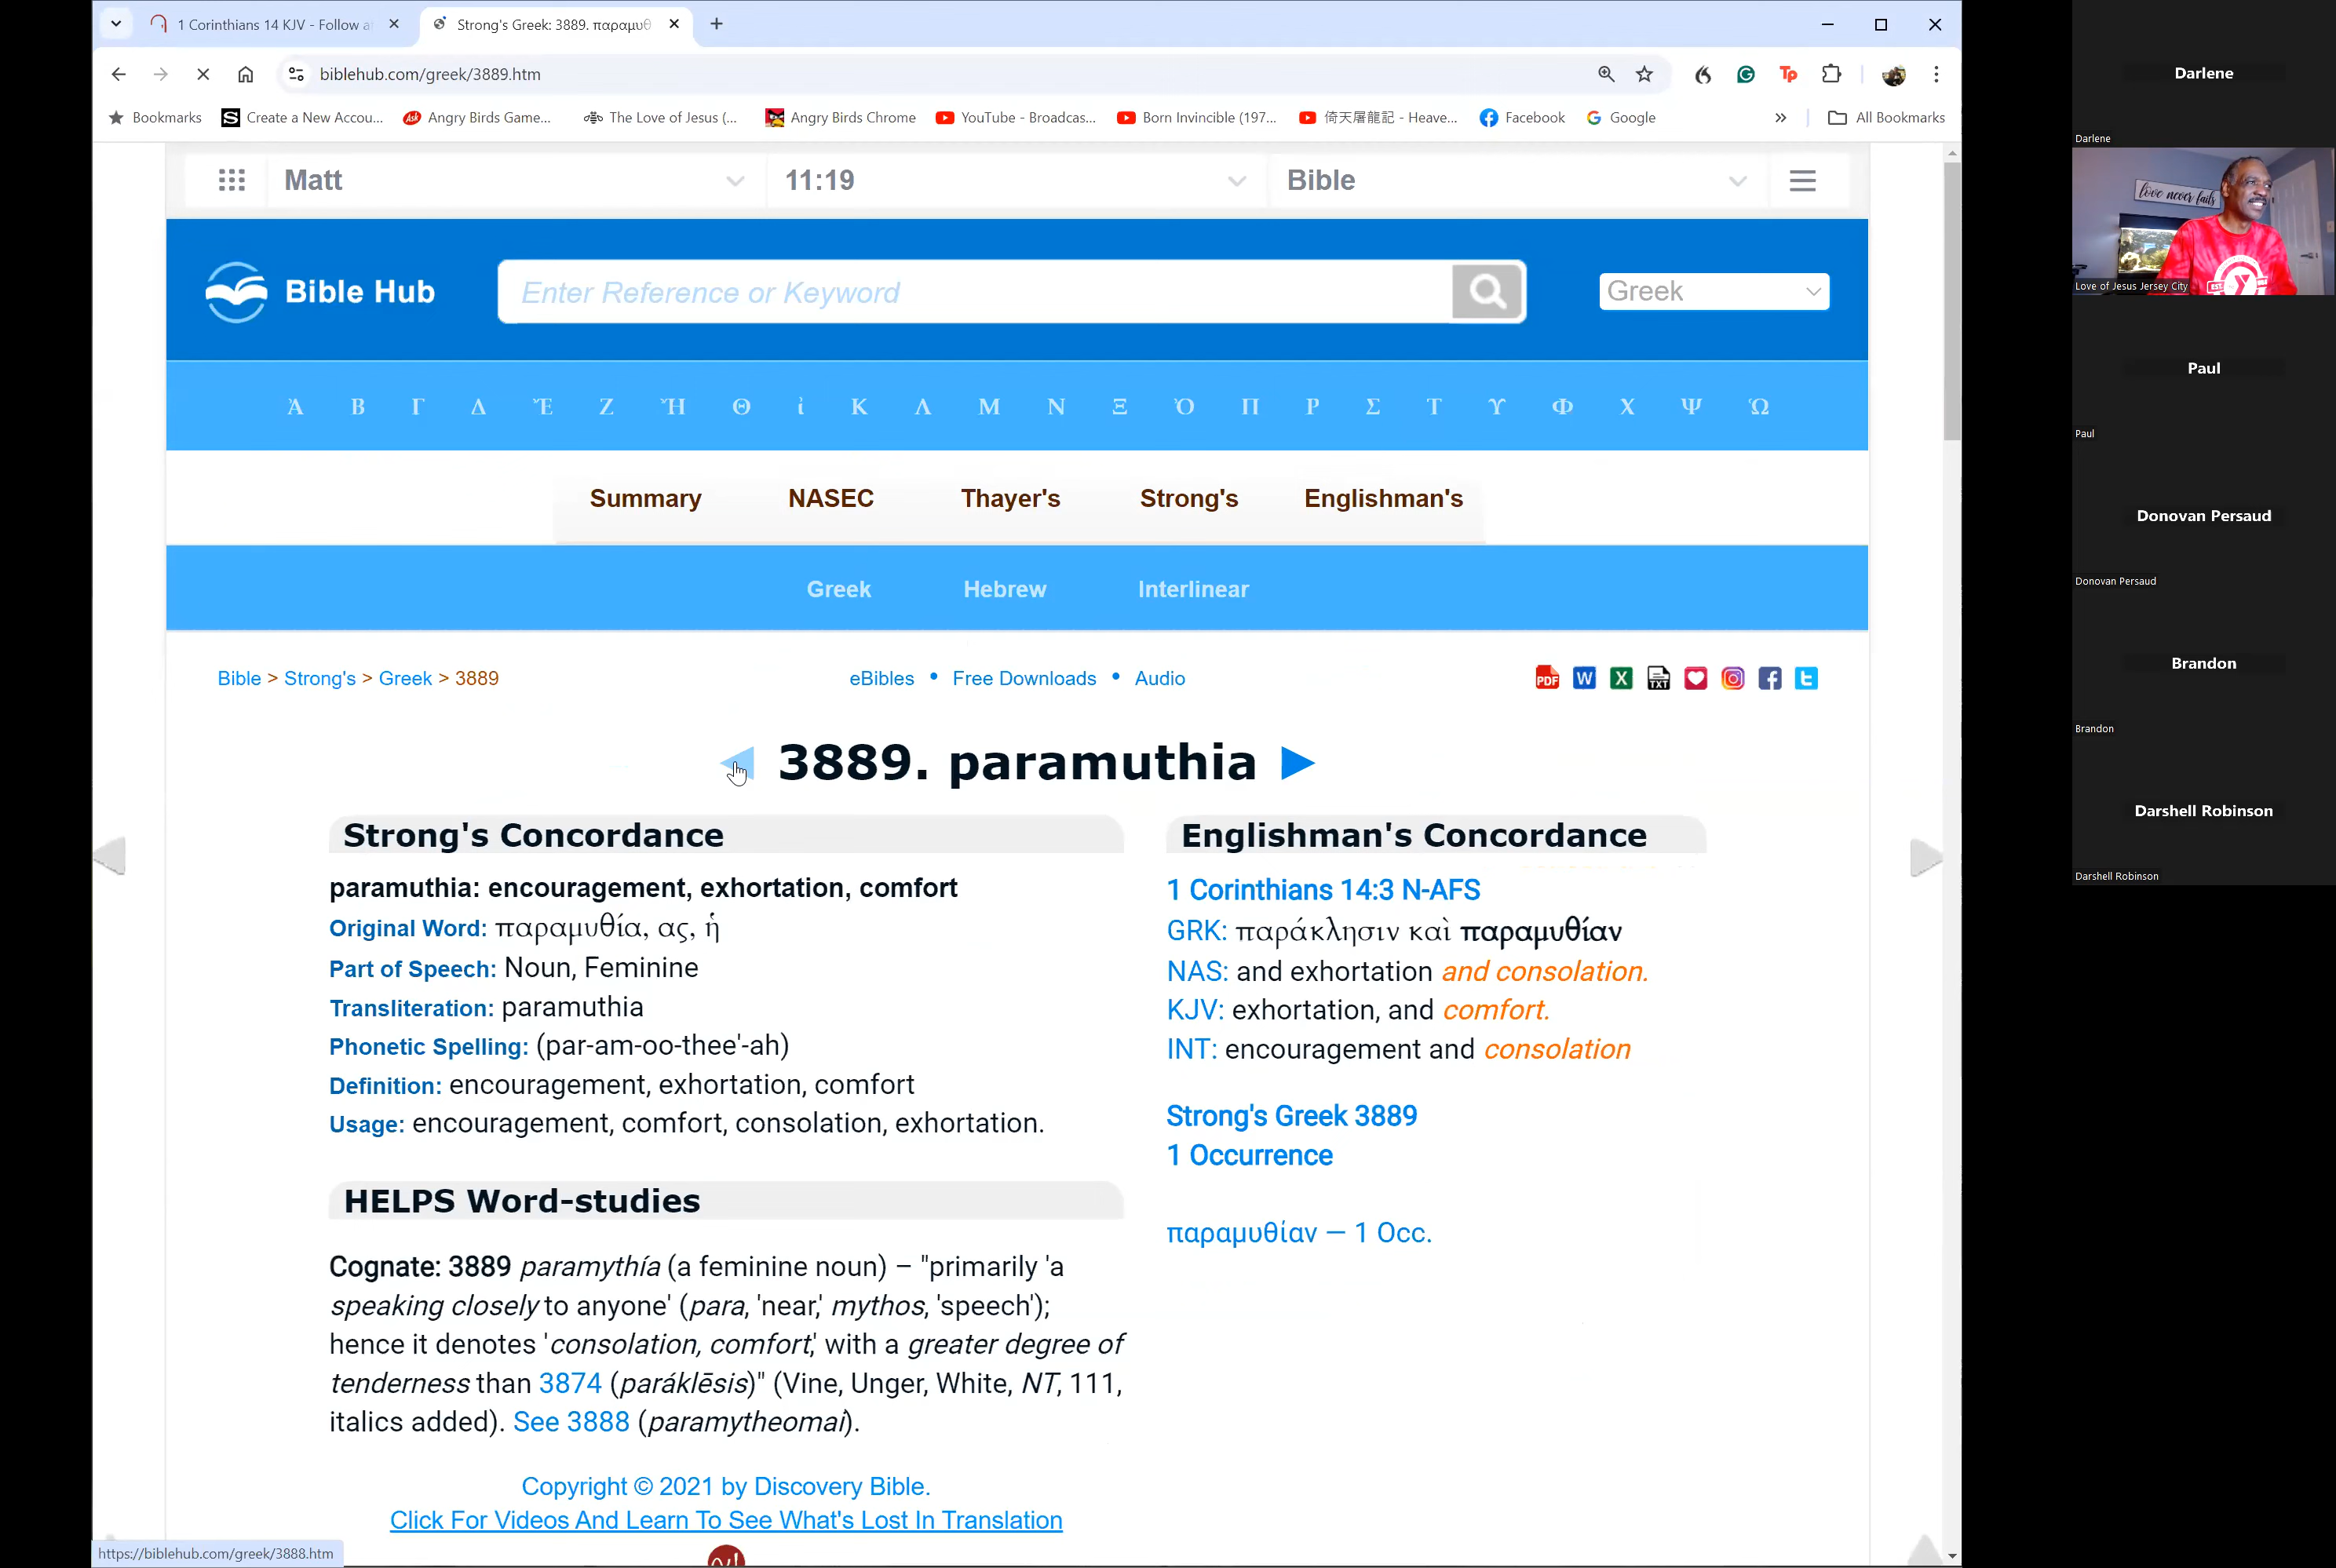 1 Corinthians 14 KJV - Follow a
Strong's Greek: 3889. παραμυθ
biblehub.com/greek/3889.htm
Bookmarks
Create a New Accou...
Angry Birds Game...
The Love of Jesus (...
Angry Birds Chrome
YouTube - Broadcas...
Born Invincible (197...
倚天屠龍記 - Heave...
Facebook
Google
All Bookmarks
Matt
11:19
Bible
Bible Hub
Enter Reference or Keyword
Greek
Ἀ Β Γ Δ Ἐ Ζ Ἠ Θ ἰ Κ Λ Μ Ν Ξ Ὀ Π Ρ Σ Τ Υ Φ Χ Ψ Ὡ
Summary NASEC Thayer's Strong's Englishman's
Greek Hebrew Interlinear
Bible > Strong's > Greek > 3889
eBibles • Free Downloads • Audio
PDF W X TXT
3889. paramuthia
Strong's Concordance
paramuthia: encouragement, exhortation, comfort
Original Word: παραμυθία, ας, ἡ
Part of Speech: Noun, Feminine
Transliteration: paramuthia
Phonetic Spelling: (par-am-oo-thee'-ah)
Definition: encouragement, exhortation, comfort
Usage: encouragement, comfort, consolation, exhortation.
HELPS Word-studies
Cognate: 3889 paramythía (a feminine noun) – "primarily 'a
speaking closely to anyone' (para, 'near,' mythos, 'speech');
hence it denotes 'consolation, comfort,' with a greater degree of
tenderness than 3874 (paráklēsis)" (Vine, Unger, White, NT, 111,
italics added). See 3888 (paramytheomai).
Copyright © 2021 by Discovery Bible.
Click For Videos And Learn To See What's Lost In Translation
Englishman's Concordance
1 Corinthians 14:3 N-AFS
GRK: παράκλησιν καὶ παραμυθίαν
NAS: and exhortation and consolation.
KJV: exhortation, and comfort.
INT: encouragement and consolation
Strong's Greek 3889
1 Occurrence
παραμυθίαν — 1 Occ.
https://biblehub.com/greek/3888.htm
Darlene
Darlene
love never fails
Love of Jesus Jersey City
Paul
Paul
Donovan Persaud
Donovan Persaud
Brandon
Brandon
Darshell Robinson
Darshell Robinson